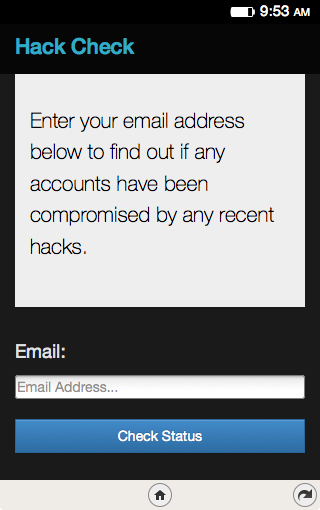 9:53 AM
Hack Check
Enter your email address
below to find out if any
accounts have been
compromised by any recent
hacks.
Email:
Email Address...
Check Status